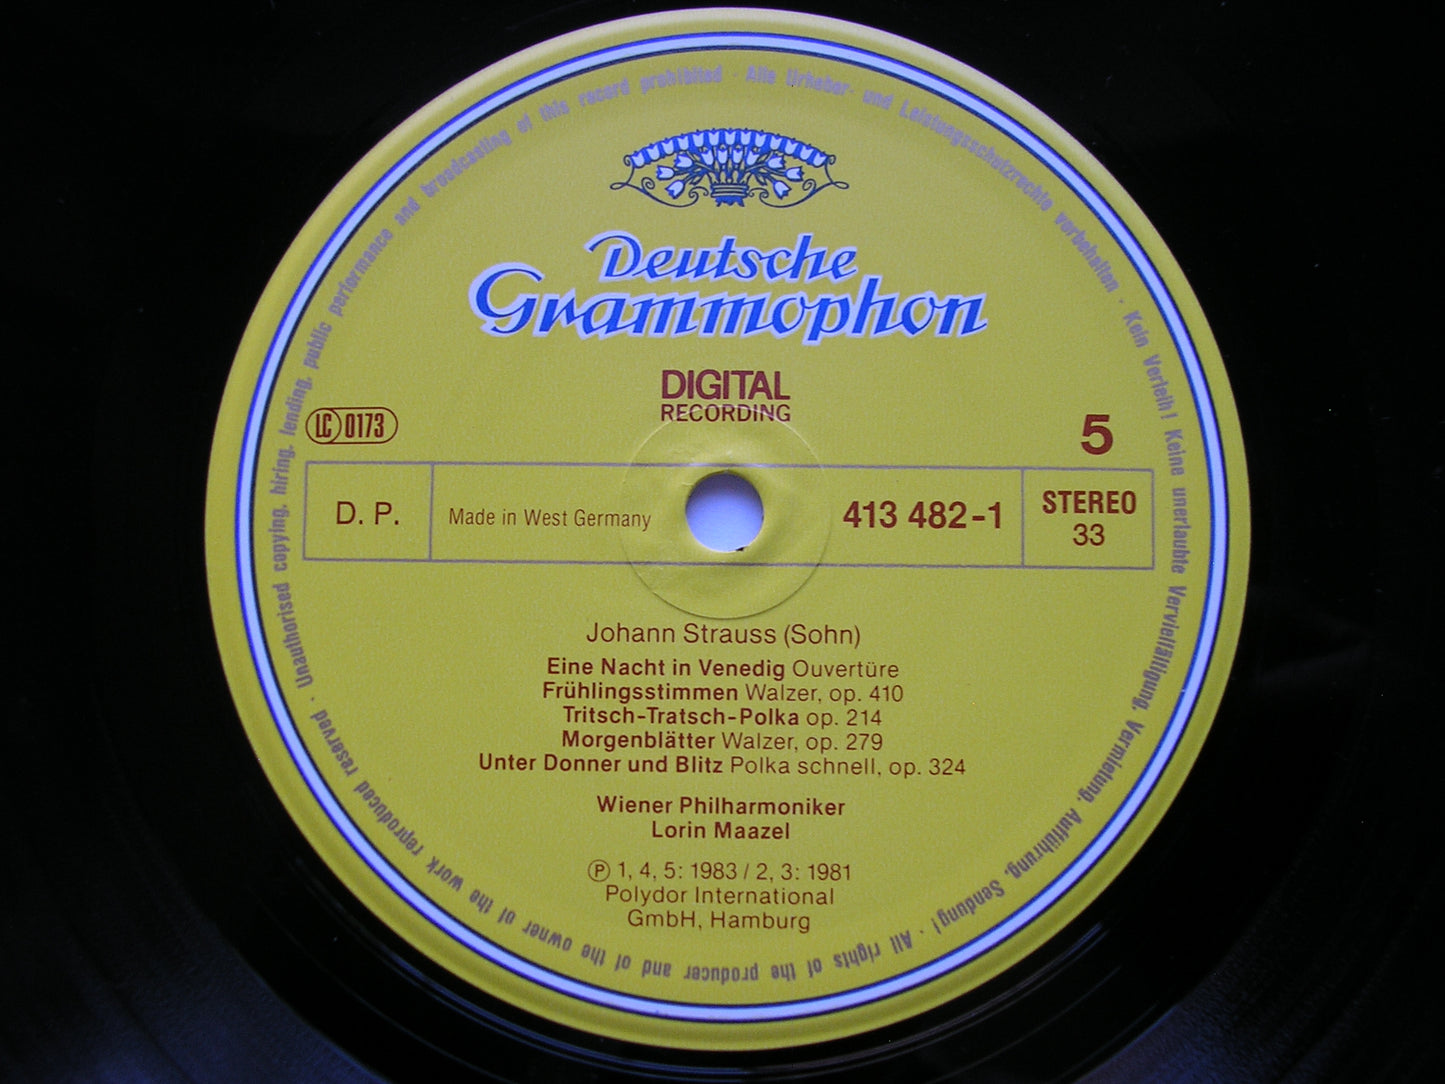 Deutsche
Grammophon
DIGITAL
RECORDING
LC 0173
5
D. P.
Made in West Germany
413 482-1
STEREO
33
Johann Strauss (Sohn)
Eine Nacht in Venedig Ouvertüre
Frühlingsstimmen Walzer, op. 410
Tritsch-Tratsch-Polka op. 214
Morgenblätter Walzer, op. 279
Unter Donner und Blitz Polka schnell, op. 324
Wiener Philharmoniker
Lorin Maazel
Ⓟ 1, 4, 5: 1983 / 2, 3: 1981
Polydor International
GmbH, Hamburg
Alle Urheber- und Leistungsschutzrechte vorbehalten · Kein Verleih! Keine unerlaubte Vervielfältigung, Vermietung, Aufführung, Sendung! · All rights of the producer and of the owner of the work reproduced reserved · Unauthorised copying, hiring, lending, public performance and broadcasting of this record prohibited ·